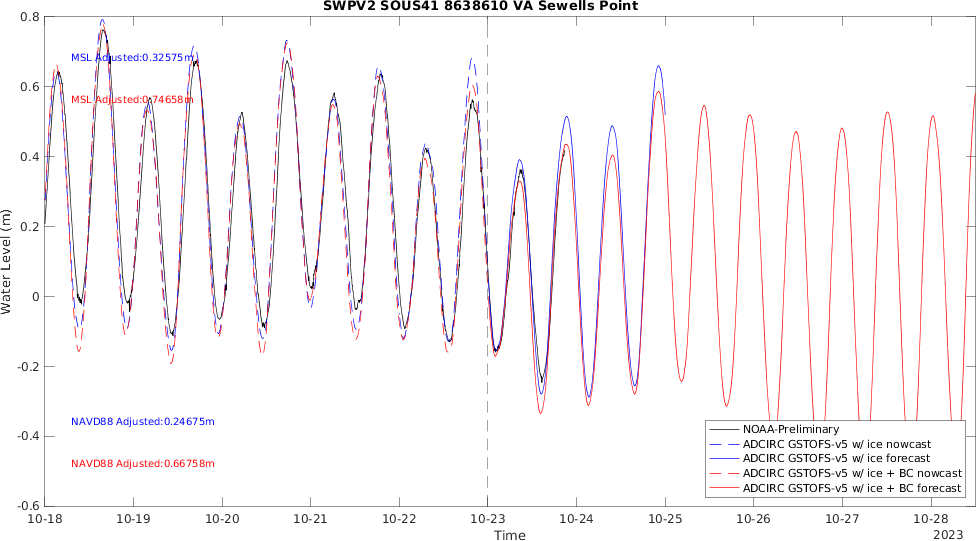 SWPV2 SOUS41 8638610 VA Sewells Point
0.8
0.6
0.4
0.2
0
-0.2
-0.4
-0.6
Water Level (m)
MSL Adjusted:0.32575m
MSL Adjusted:0.74658m
NAVD88 Adjusted:0.24675m
NAVD88 Adjusted:0.66758m
NOAA-Preliminary
ADCIRC GSTOFS-v5 w/ ice nowcast
ADCIRC GSTOFS-v5 w/ ice forecast
ADCIRC GSTOFS-v5 w/ ice + BC nowcast
ADCIRC GSTOFS-v5 w/ ice + BC forecast
10-18 10-19 10-20 10-21 10-22 10-23 10-24 10-25 10-26 10-27 10-28
Time
2023